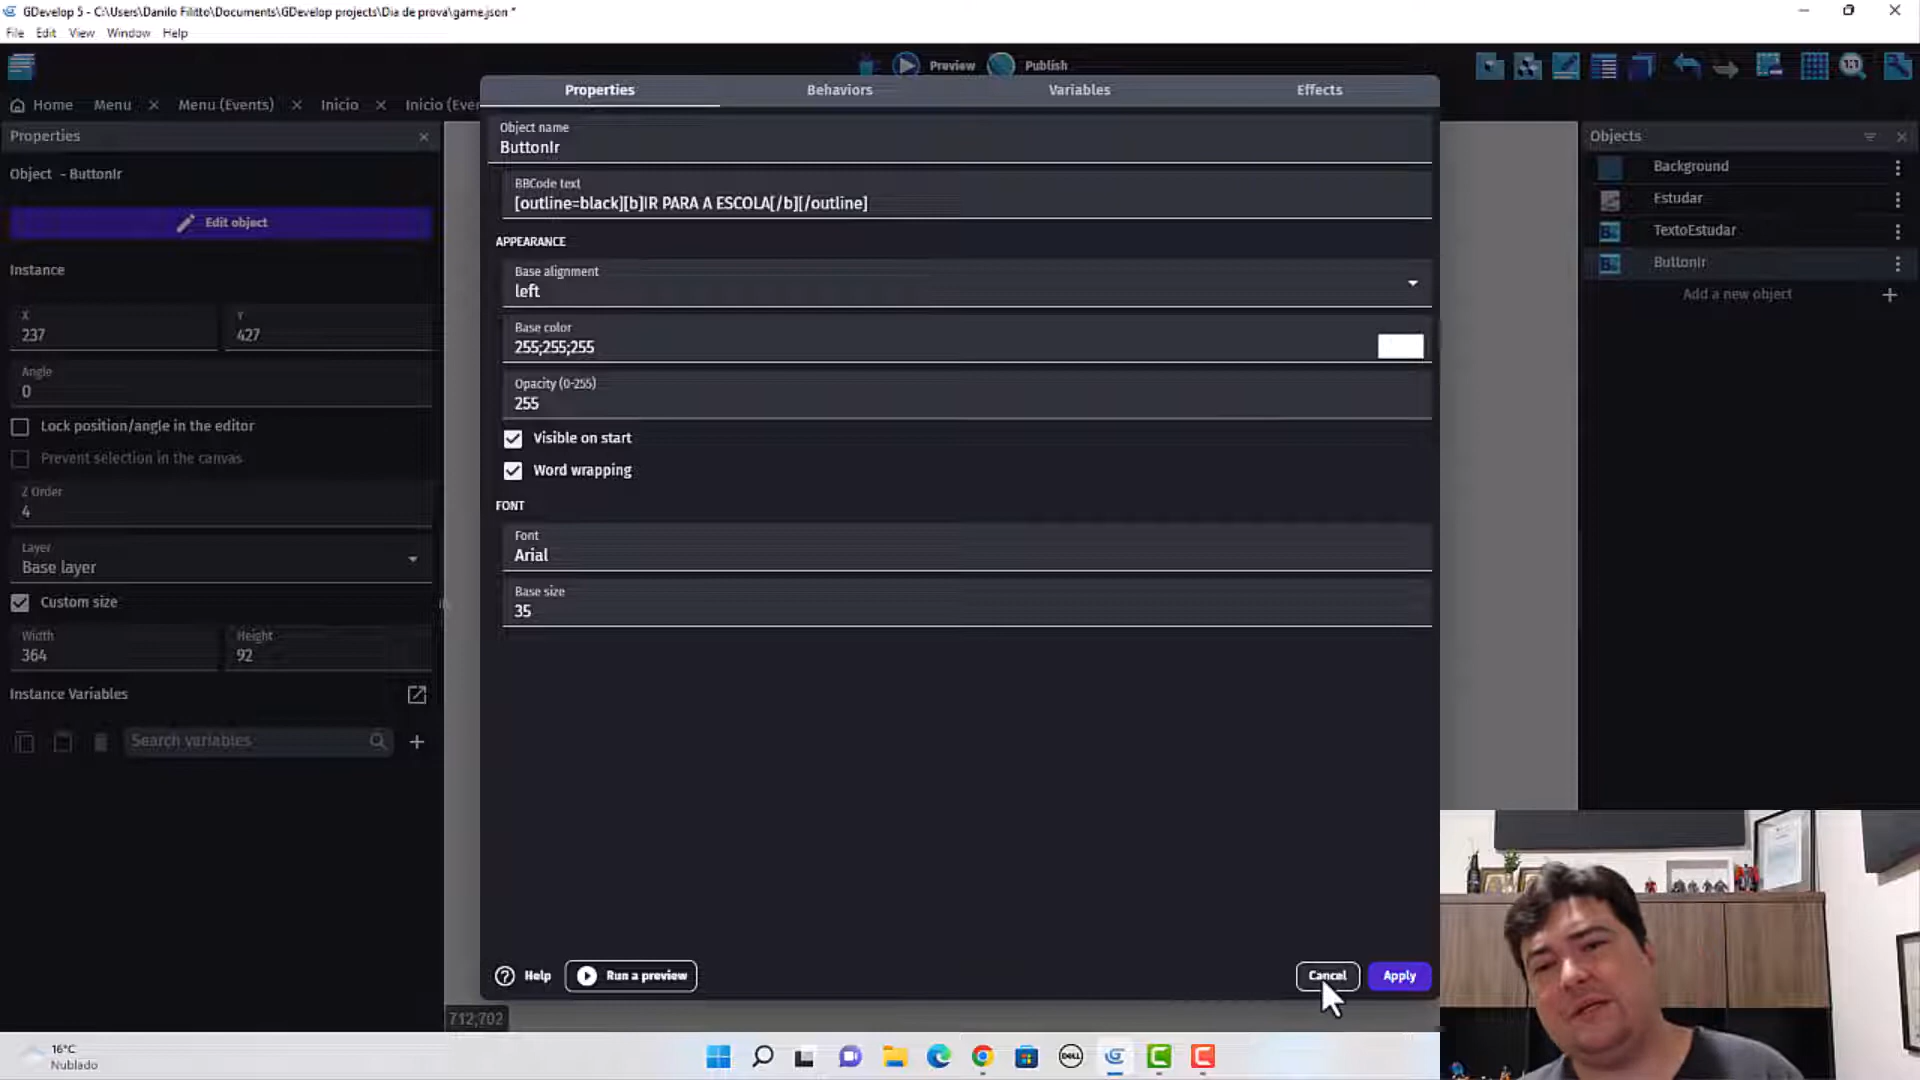 GDevelop 5 - C:\Users\Danilo Filitto\Documents\GDevelop projects\Dia de prova\game.json *
File Edit View Window Help
Preview Publish
Home Menu Menu (Events) Inicio Inicio (Eve
Properties
Object - ButtonIr
Edit object
Instance
X Y
237 427
Angle
0
Lock position/angle in the editor
Prevent selection in the canvas
Z Order
4
Layer
Base layer
Custom size
Width Height
364 92
Instance Variables
Search variables
Properties Behaviors Variables Effects
Object name
ButtonIr
BBCode text
[outline=black][b]IR PARA A ESCOLA[/b][/outline]
APPEARANCE
Base alignment
left
Base color
255;255;255
Opacity (0-255)
255
Visible on start
Word wrapping
FONT
Font
Arial
Base size
35
Help Run a preview Cancel Apply
Objects
Background
Estudar
TextoEstudar
ButtonIr
Add a new object
1:1
712;702
16°C
Nublado
DELL